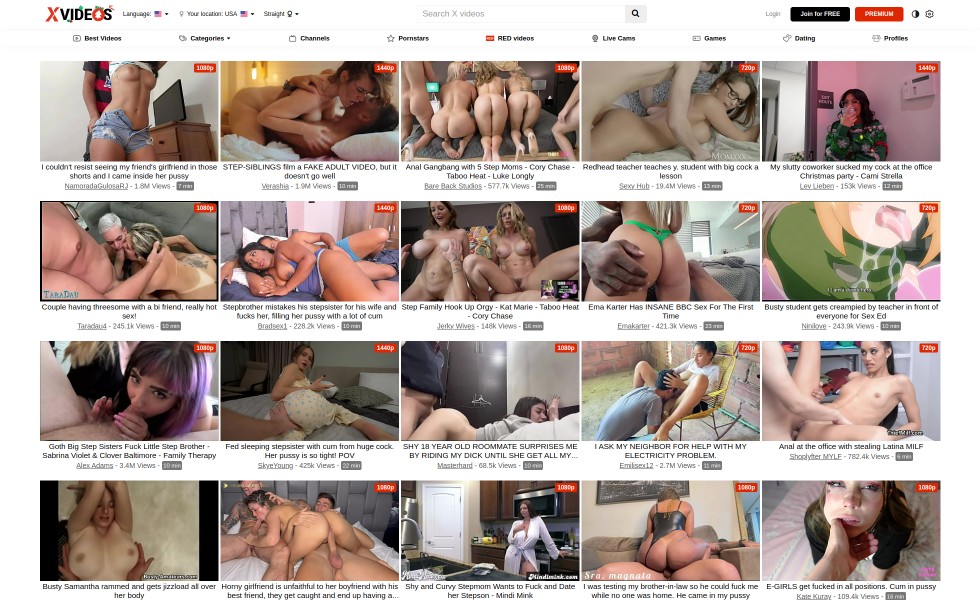 XVIDEOS
Language:
Your location: USA
Straight
Search X videos
Login
Join for FREE
PREMIUM
Best Videos
Categories
Channels
Pornstars
RED videos
Live Cams
Games
Dating
Profiles
1080p
1440p
1080p
720p
1440p
I couldn't resist seeing my friend's girlfriend in those
shorts and I came inside her pussy
NamoradaGulosaRJ - 1.8M Views - 7 min
STEP-SIBLINGS film a FAKE ADULT VIDEO, but it
doesn't go well
Verashia - 1.9M Views - 10 min
Anal Gangbang with 5 Step Moms - Cory Chase -
Taboo Heat - Luke Longly
Bare Back Studios - 577.7k Views - 25 min
Redhead teacher teaches y. student with big cock a
lesson
Sexy Hub - 19.4M Views - 13 min
My slutty coworker sucked my cock at the office
Christmas party - Cami Strella
Lev Lieben - 153k Views - 12 min
1080p
1440p
1080p
720p
720p
TARADAU
Couple having threesome with a bi friend, really hot
sex!
Taradaud - 245.1k Views - 10 min
Stepbrother mistakes his stepsister for his wife and
fucks her, filling her pussy with a lot of cum
Bradsex1 - 228.2k Views - 10 min
Step Family Hook Up Orgy - Kat Marie - Taboo Heat
- Cory Chase
Jerky Wives - 148k Views - 16 min
Ema Karter Has INSANE BBC Sex For The First
Time
Emakarter - 421.3k Views - 23 min
Busty student gets creampied by teacher in front of
everyone for Sex Ed
Ninilove - 243.9k Views - 10 min
1080p
1440p
1080p
720p
720p
Goth Big Step Sisters Fuck Little Step Brother -
Sabrina Violet & Clover Baltimore - Family Therapy
Alex Adams - 3.4M Views - 10 min
Fed sleeping stepsister with cum from huge cock.
Her pussy is so tight! POV
SkyeYoung - 425k Views - 22 min
SHY 18 YEAR OLD ROOMMATE SURPRISES ME
BY RIDING MY DICK UNTIL SHE GET ALL MY...
Masterhard - 68.5k Views - 10 min
I ASK MY NEIGHBOR FOR HELP WITH MY
ELECTRICITY PROBLEM.
Emilisex12 - 2.7M Views - 11 min
Anal at the office with stealing Latina MILF
Shoplyfter MYLF - 782.4k Views - 6 min
1080p
1080p
1080p
1080p
Mindimink.com
Sra. magnata
Busty Samantha rammed and gets jizzload all over
her body
Horny girlfriend is unfaithful to her boyfriend with his
best friend, they get caught and end up having a...
Shy and Curvy Stepmom Wants to Fuck and Date
her Stepson - Mindi Mink
I was testing my brother-in-law so he could fuck me
while no one was home. He came in my pussy
E-GIRLS get fucked in all positions. Cum in pussy
Kate Kuray - 109.4k Views - 16 min